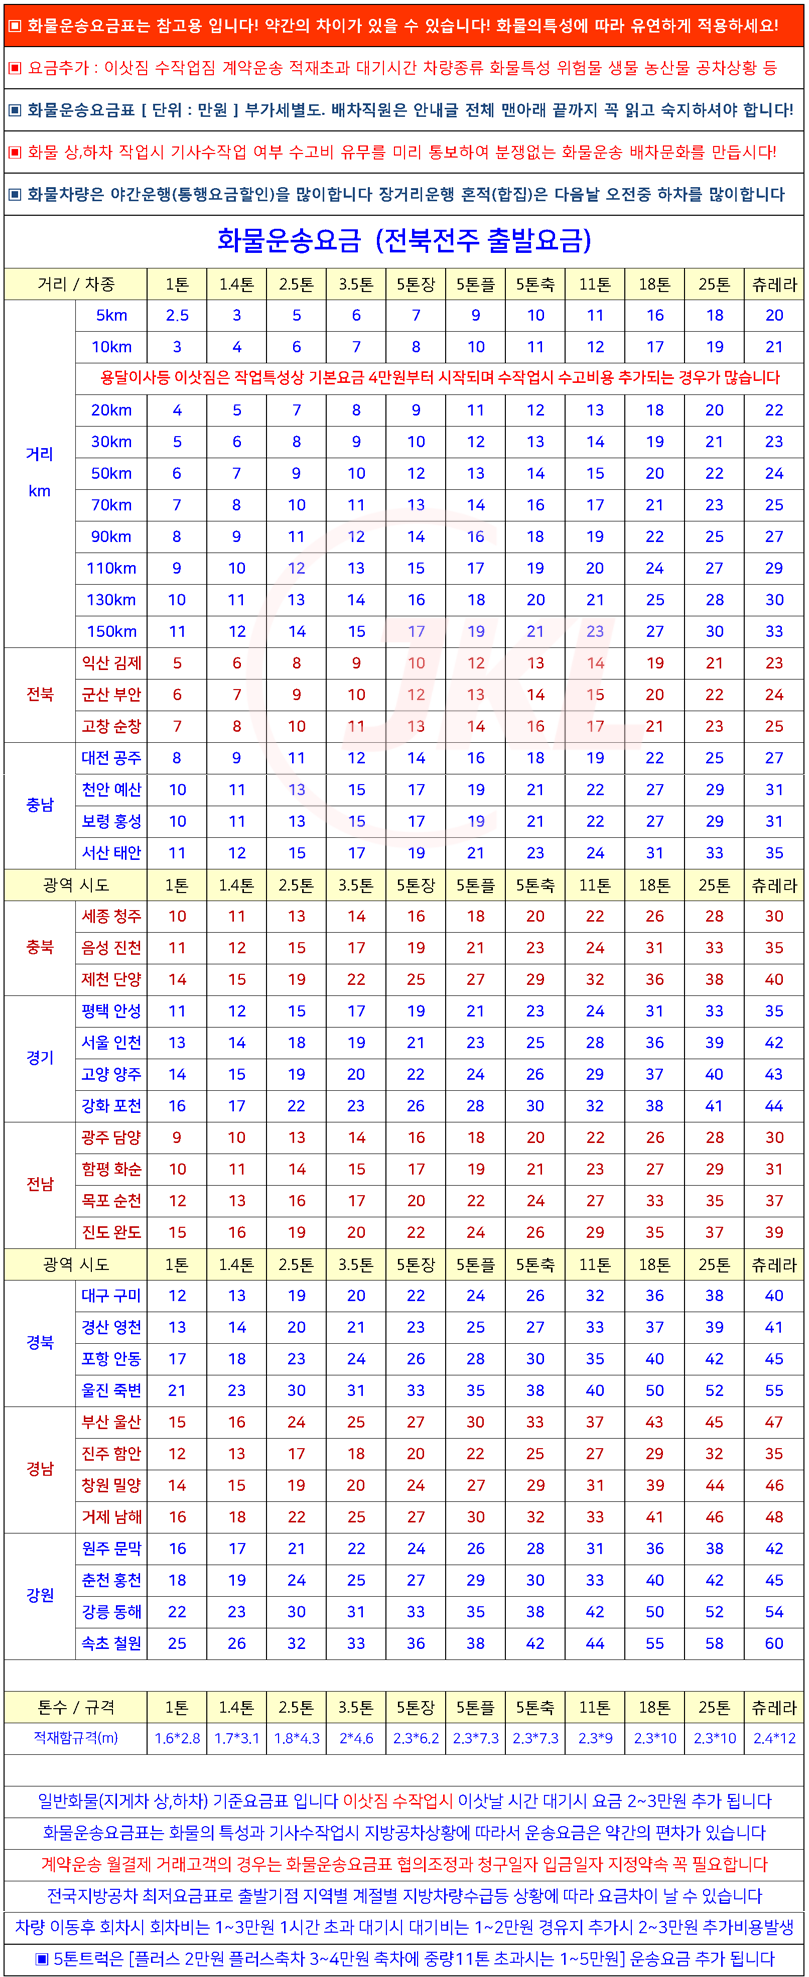 ▣ 화물운송요금표는 참고용 입니다! 약간의 차이가 있을 수 있습니다! 화물의특성에 따라 유연하게 적용하세요!
▣ 요금추가 : 이삿짐 수작업짐 계약운송 적재초과 대기시간 차량종류 화물특성 위험물 생물 농산물 공차상황 등
▣ 화물운송요금표 [ 단위 : 만원 ] 부가세별도. 배차직원은 안내글 전체 맨아래 끝까지 꼭 읽고 숙지하셔야 합니다!
▣ 화물 상,하차 작업시 기사수작업 여부 수고비 유무를 미리 통보하여 분쟁없는 화물운송 배차문화를 만듭시다!
▣ 화물차량은 야간운행(통행요금할인)을 많이합니다 장거리운행 혼적(합집)은 다음날 오전중 하차를 많이합니다
화물운송요금 (전북전주 출발요금)
거리 / 차종 1톤 1.4톤 2.5톤 3.5톤 5톤장 5톤플 5톤축 11톤 18톤 25톤 츄레라
거리 km
5km 2.5 3 5 6 7 9 10 11 16 18 20
10km 3 4 6 7 8 10 11 12 17 19 21
용달이사등 이삿짐은 작업특성상 기본요금 4만원부터 시작되며 수작업시 수고비용 추가되는 경우가 많습니다
20km 4 5 7 8 9 11 12 13 18 20 22
30km 5 6 8 9 10 12 13 14 19 21 23
50km 6 7 9 10 12 13 14 15 20 22 24
70km 7 8 10 11 13 14 16 17 21 23 25
90km 8 9 11 12 14 16 18 19 22 25 27
110km 9 10 12 13 15 17 19 20 24 27 29
130km 10 11 13 14 16 18 20 21 25 28 30
150km 11 12 14 15 17 19 21 23 27 30 33
JKL
전북
익산 김제 5 6 8 9 10 12 13 14 19 21 23
군산 부안 6 7 9 10 12 13 14 15 20 22 24
고창 순창 7 8 10 11 13 14 16 17 21 23 25
충남
대전 공주 8 9 11 12 14 16 18 19 22 25 27
천안 예산 10 11 13 15 17 19 21 22 27 29 31
보령 홍성 10 11 13 15 17 19 21 22 27 29 31
서산 태안 11 12 15 17 19 21 23 24 31 33 35
광역 시도 1톤 1.4톤 2.5톤 3.5톤 5톤장 5톤플 5톤축 11톤 18톤 25톤 츄레라
충북
세종 청주 10 11 13 14 16 18 20 22 26 28 30
음성 진천 11 12 15 17 19 21 23 24 31 33 35
제천 단양 14 15 19 22 25 27 29 32 36 38 40
경기
평택 안성 11 12 15 17 19 21 23 24 31 33 35
서울 인천 13 14 18 19 21 23 25 28 36 39 42
고양 양주 14 15 19 20 22 24 26 29 37 40 43
강화 포천 16 17 22 23 26 28 30 32 38 41 44
전남
광주 담양 9 10 13 14 16 18 20 22 26 28 30
함평 화순 10 11 14 15 17 19 21 23 27 29 31
목포 순천 12 13 16 17 20 22 24 27 33 35 37
진도 완도 15 16 19 20 22 24 26 29 35 37 39
광역 시도 1톤 1.4톤 2.5톤 3.5톤 5톤장 5톤플 5톤축 11톤 18톤 25톤 츄레라
경북
대구 구미 12 13 19 20 22 24 26 32 36 38 40
경산 영천 13 14 20 21 23 25 27 33 37 39 41
포항 안동 17 18 23 24 26 28 30 35 40 42 45
울진 죽변 21 23 30 31 33 35 38 40 50 52 55
경남
부산 울산 15 16 24 25 27 30 33 37 43 45 47
진주 함안 12 13 17 18 20 22 25 27 29 32 35
창원 밀양 14 15 19 20 24 27 29 31 39 44 46
거제 남해 16 18 22 25 27 30 32 33 41 46 48
강원
원주 문막 16 17 21 22 24 26 28 31 36 38 42
춘천 홍천 18 19 24 25 27 29 30 33 40 42 45
강릉 동해 22 23 30 31 33 35 38 42 50 52 54
속초 철원 25 26 32 33 36 38 42 44 55 58 60
톤수 / 규격 1톤 1.4톤 2.5톤 3.5톤 5톤장 5톤플 5톤축 11톤 18톤 25톤 츄레라
적재함규격(m) 1.6*2.8 1.7*3.1 1.8*4.3 2*4.6 2.3*6.2 2.3*7.3 2.3*7.3 2.3*9 2.3*10 2.3*10 2.4*12
일반화물(지게차 상,하차) 기준요금표 입니다 이삿짐 수작업시 이삿날 시간 대기시 요금 2~3만원 추가 됩니다
화물운송요금표는 화물의 특성과 기사수작업시 지방공차상황에 따라서 운송요금은 약간의 편차가 있습니다
계약운송 월결제 거래고객의 경우는 화물운송요금표 협의조정과 청구일자 입금일자 지정약속 꼭 필요합니다
전국지방공차 최저요금표로 출발기점 지역별 계절별 지방차량수급등 상황에 따라 요금차이 날 수 있습니다
차량 이동후 회차시 회차비는 1~3만원 1시간 초과 대기시 대기비는 1~2만원 경유지 추가시 2~3만원 추가비용발생
▣ 5톤트럭은 [플러스 2만원 플러스축차 3~4만원 축차에 중량11톤 초과시는 1~5만원] 운송요금 추가 됩니다